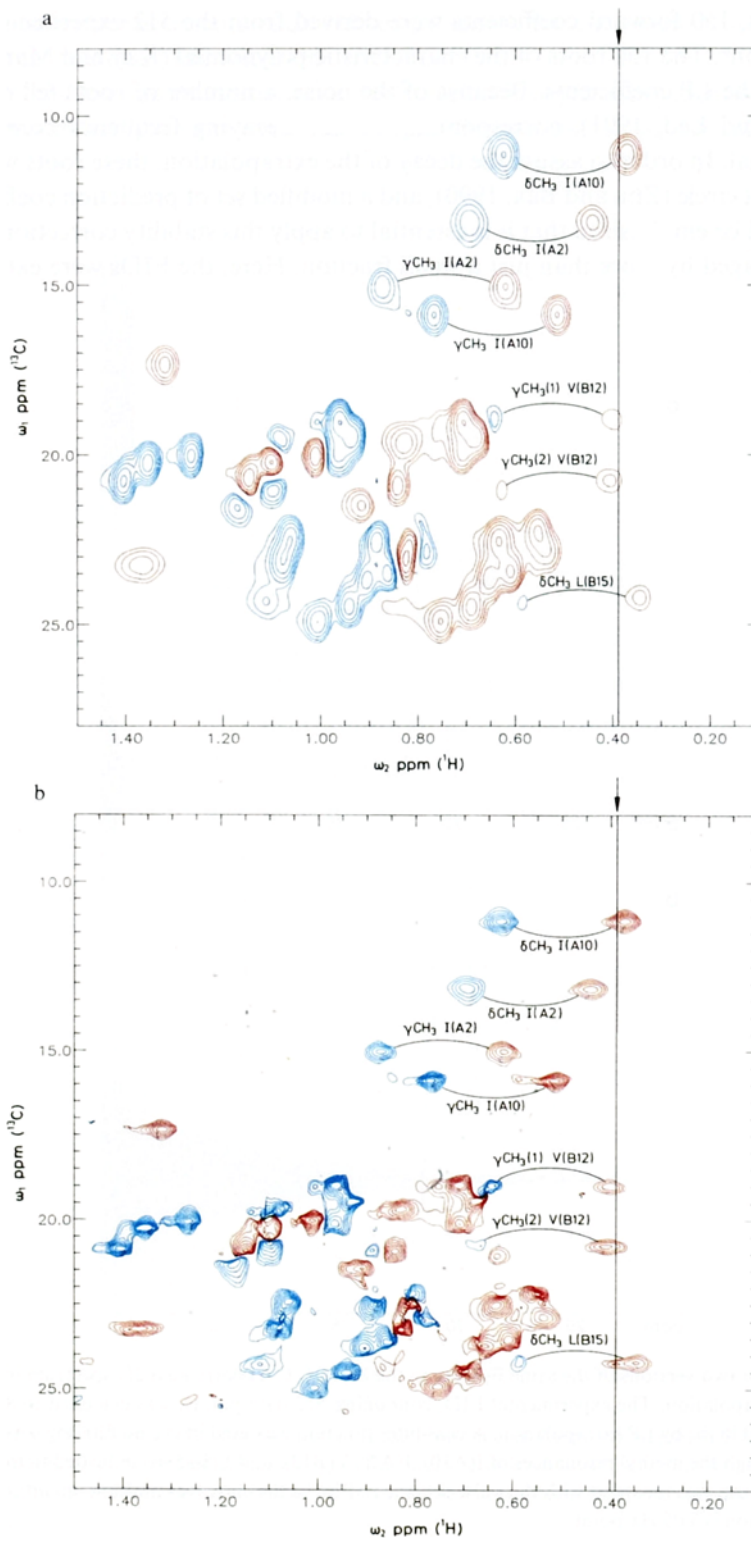 a
10.0
15.0
20.0
25.0
ω₁ ppm (¹³C)
δCH₃ I(A10)
δCH₃ I(A2)
γCH₃ I(A2)
γCH₃ I(A10)
γCH₃(1) V(B12)
γCH₃(2) V(B12)
δCH₃ L(B15)
1.40
1.20
1.00
0.80
0.60
0.40
0.20
ω₂ ppm (¹H)
b
10.0
15.0
20.0
25.0
ω₁ ppm (¹³C)
δCH₃ I(A10)
δCH₃ I(A2)
γCH₃ I(A2)
γCH₃ I(A10)
γCH₃(1) V(B12)
γCH₃(2) V(B12)
δCH₃ L(B15)
1.40
1.20
1.00
0.80
0.60
0.40
0.20
ω₂ ppm (¹H)